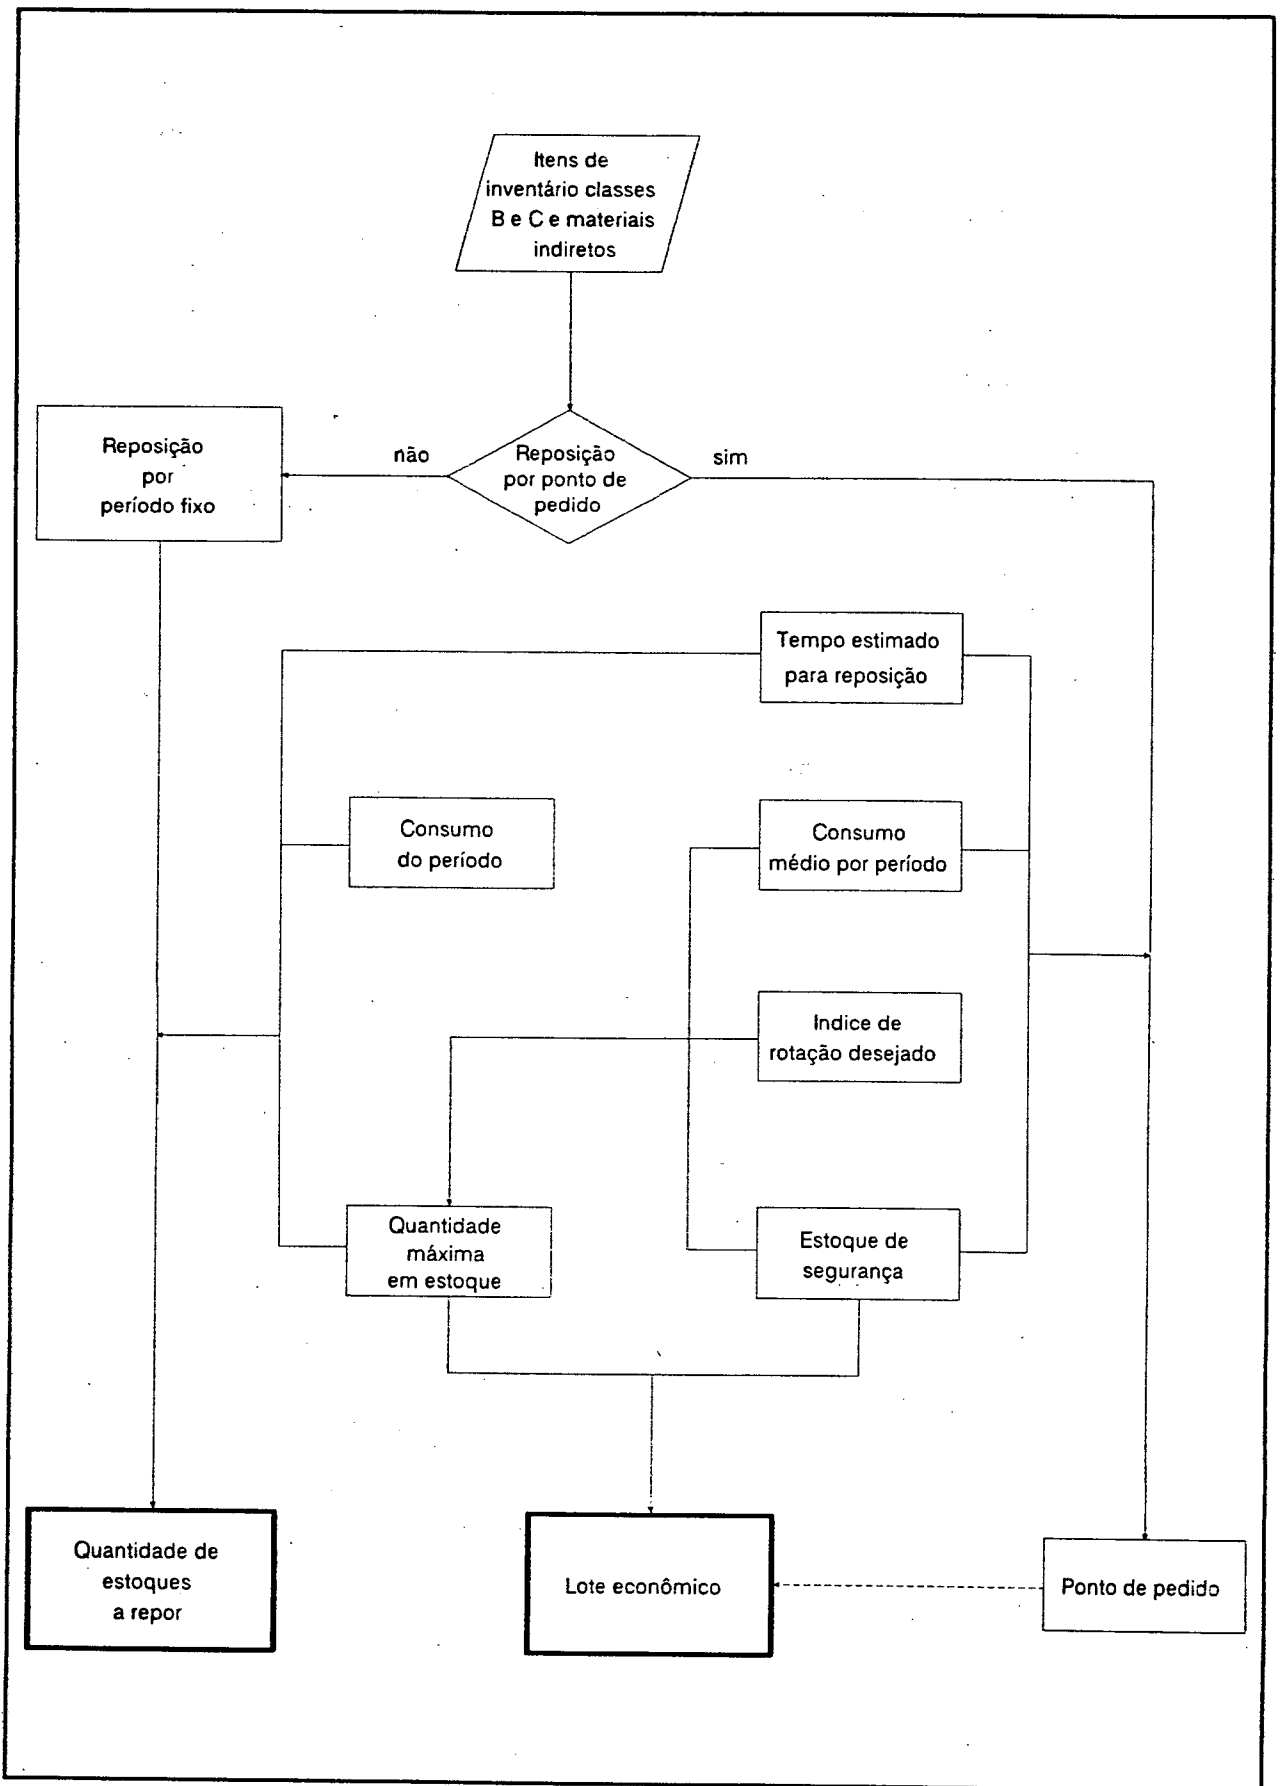 Itens de
inventário classes
B e C e materiais
indiretos
Reposição
por
período fixo
não
Reposição
por ponto de
pedido
sim
Tempo estimado
para reposição
Consumo
do período
Consumo
médio por período
Indice de
rotação desejado
Quantidade
máxima
em estoque
Estoque de
segurança
Quantidade de
estoques
a repor
Lote econômico
Ponto de pedido